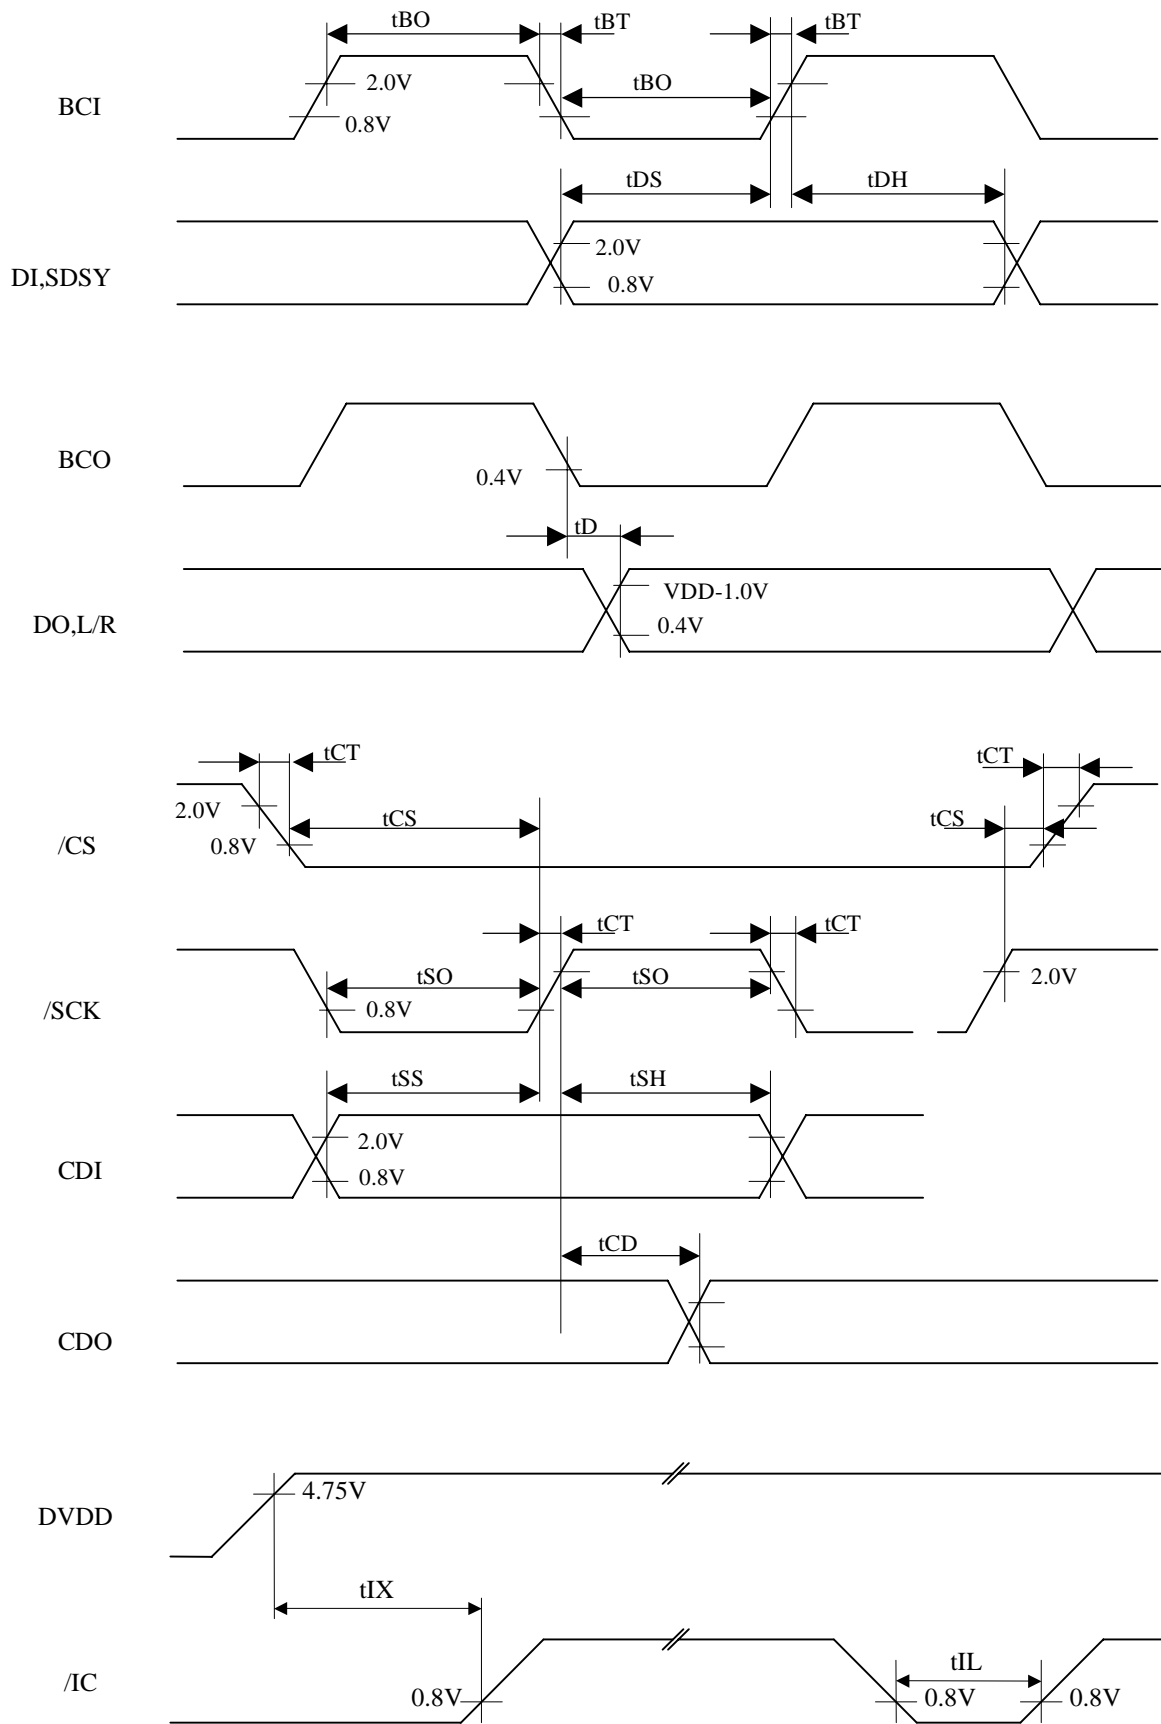 tBO tBT tBT
BCI 2.0V tBO
0.8V
tDS tDH
DI,SDSY 2.0V
0.8V
BCO 0.4V
tD
DO,L/R VDD-1.0V
0.4V
tCT tCT
2.0V tCS tCS
/CS 0.8V
tCT tCT
tSO tSO 2.0V
/SCK 0.8V
tSS tSH
2.0V
CDI 0.8V
tCD
CDO
DVDD 4.75V
tIX
tIL
/IC 0.8V 0.8V 0.8V